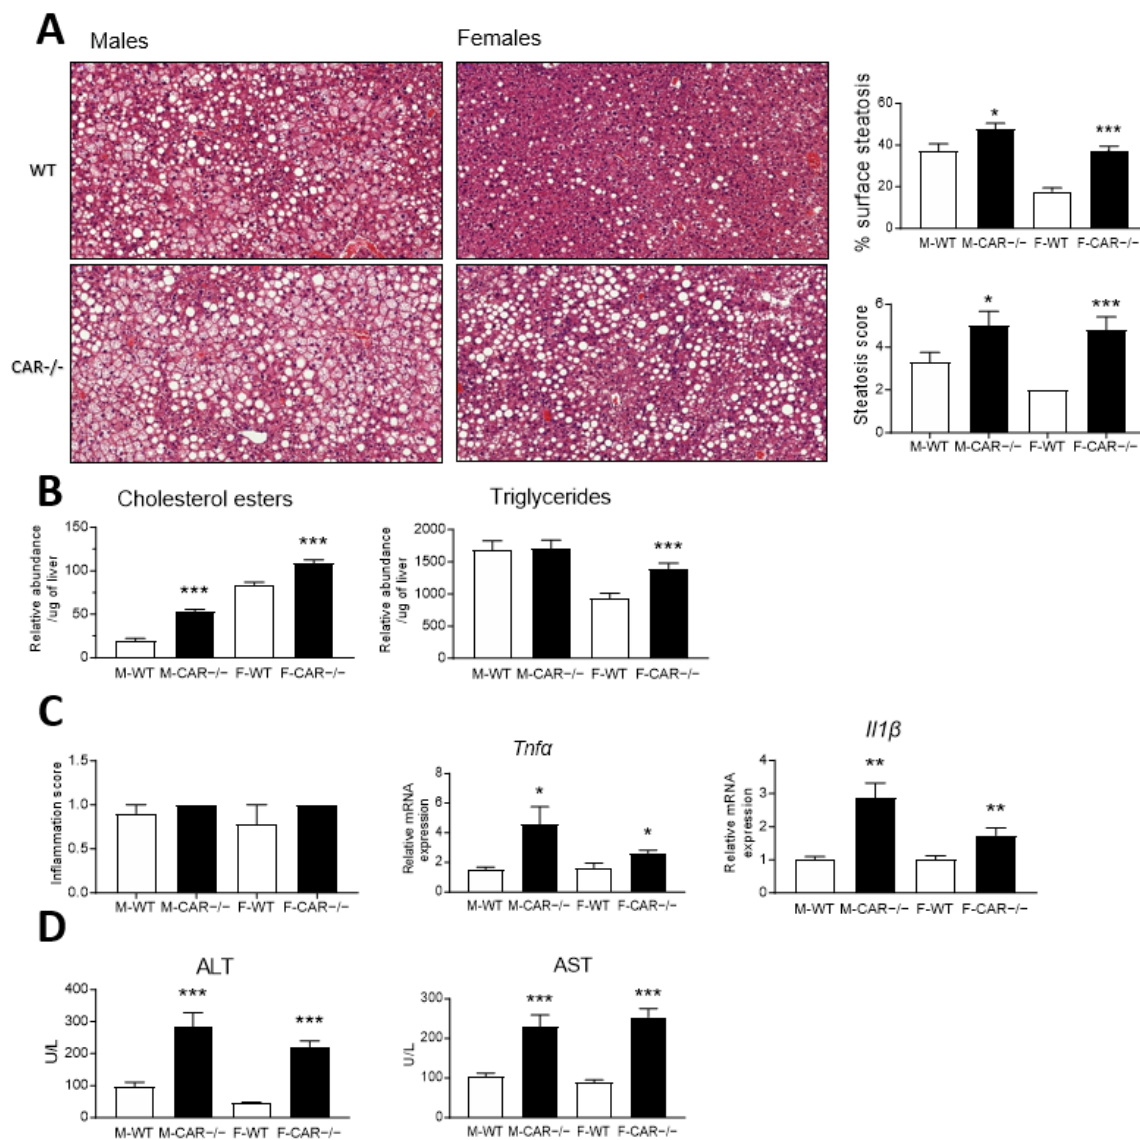 A
Males
Females
WT
CAR-/-
% surface steatosis
60
40
20
0
* ***
M-WT M-CAR−/− F-WT F-CAR−/−
Steatosis score
6
4
2
0
* ***
M-WT M-CAR−/− F-WT F-CAR−/−
B
Cholesterol esters
Relative abundance
/ug of liver
150
100
50
0
*** ***
M-WT M-CAR−/− F-WT F-CAR−/−
Triglycerides
Relative abundance
/ug of liver
2000
1500
1000
500
0
***
M-WT M-CAR−/− F-WT F-CAR−/−
C
Inflammation score
1.5
1.0
0.5
0.0
M-WT M-CAR−/− F-WT F-CAR−/−
Tnfα
Relative mRNA
expression
8
6
4
2
0
* *
M-WT M-CAR−/− F-WT F-CAR−/−
Il1β
Relative mRNA
expression
4
3
2
1
0
** **
M-WT M-CAR−/− F-WT F-CAR−/−
D
ALT
U/L
400
300
200
100
0
*** ***
M-WT M-CAR−/− F-WT F-CAR−/−
AST
U/L
300
200
100
0
*** ***
M-WT M-CAR−/− F-WT F-CAR−/−